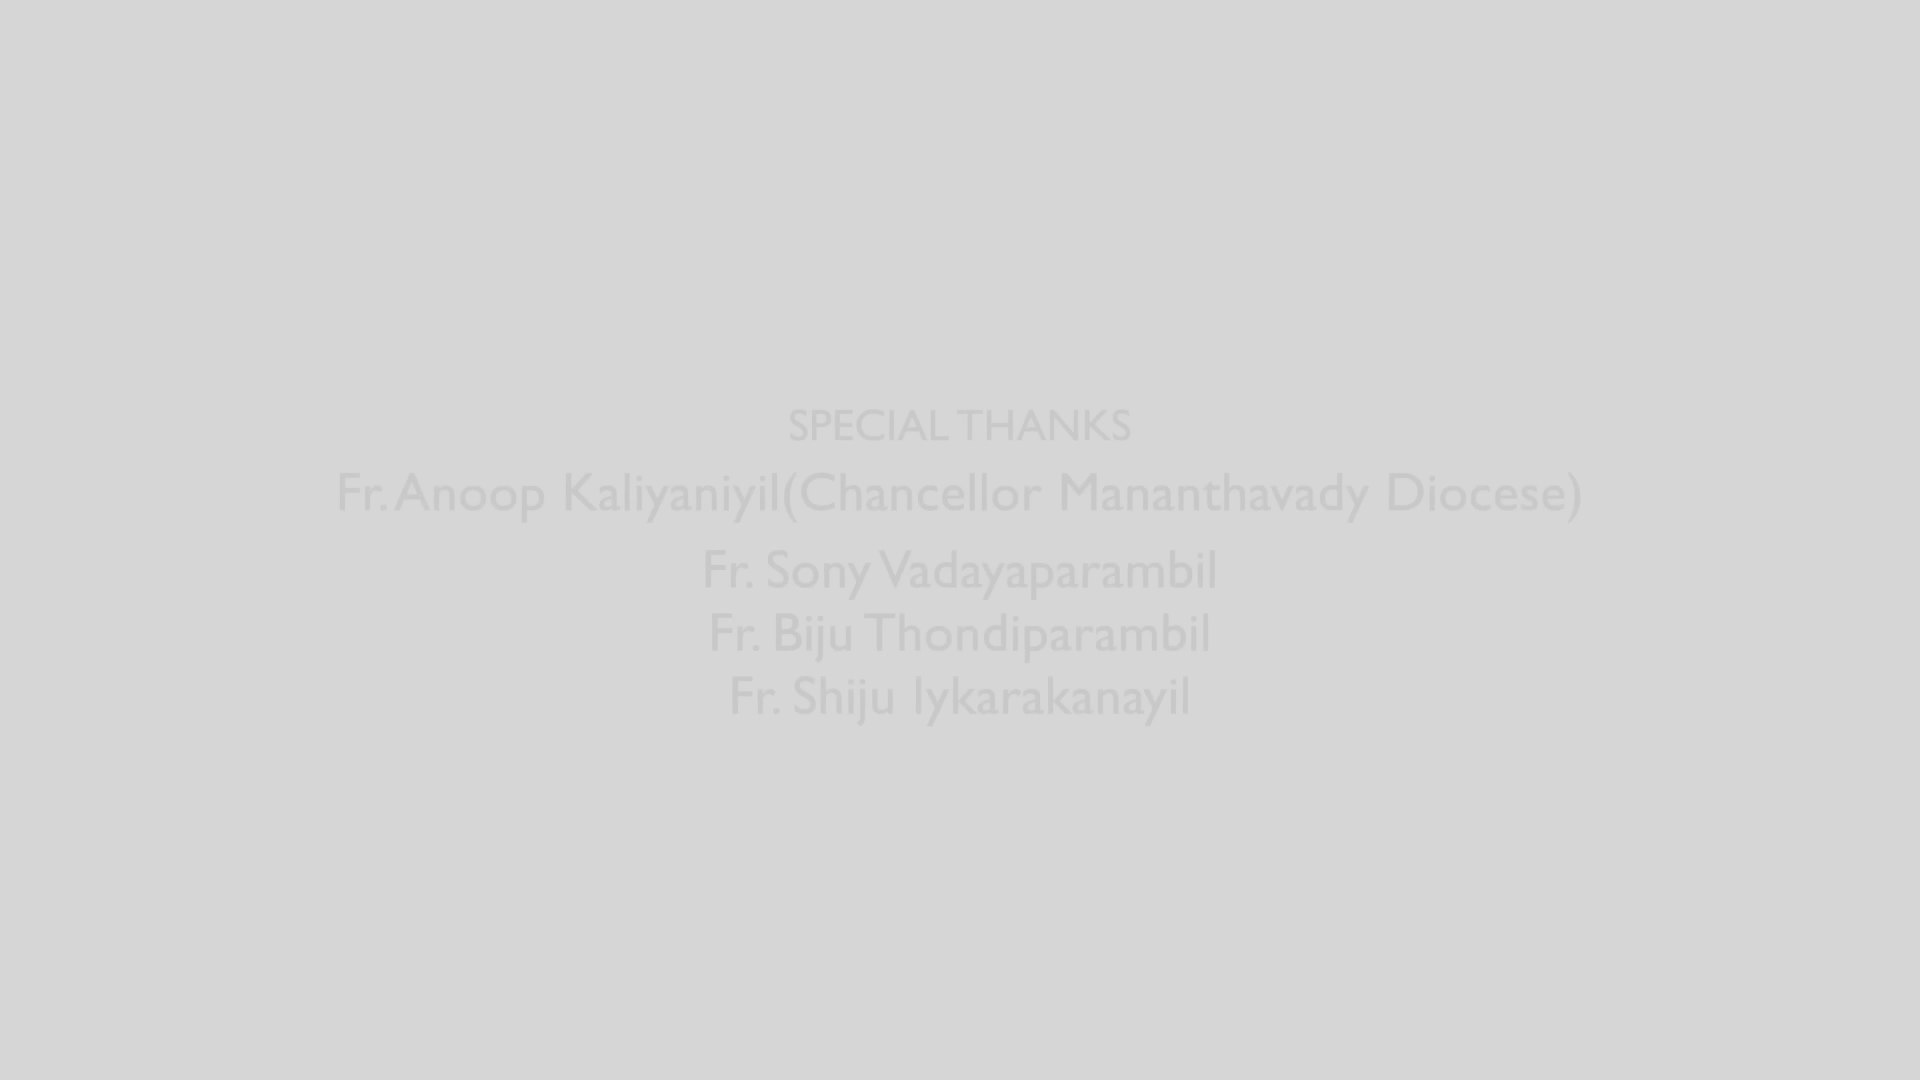 SPECIAL THANKS
Fr. Anoop Kaliyaniyil(Chancellor Mananthavady Diocese)
Fr. Sony Vadayaparambil
Fr. Biju Thondiparambil
Fr. Shiju Iykarakanayil